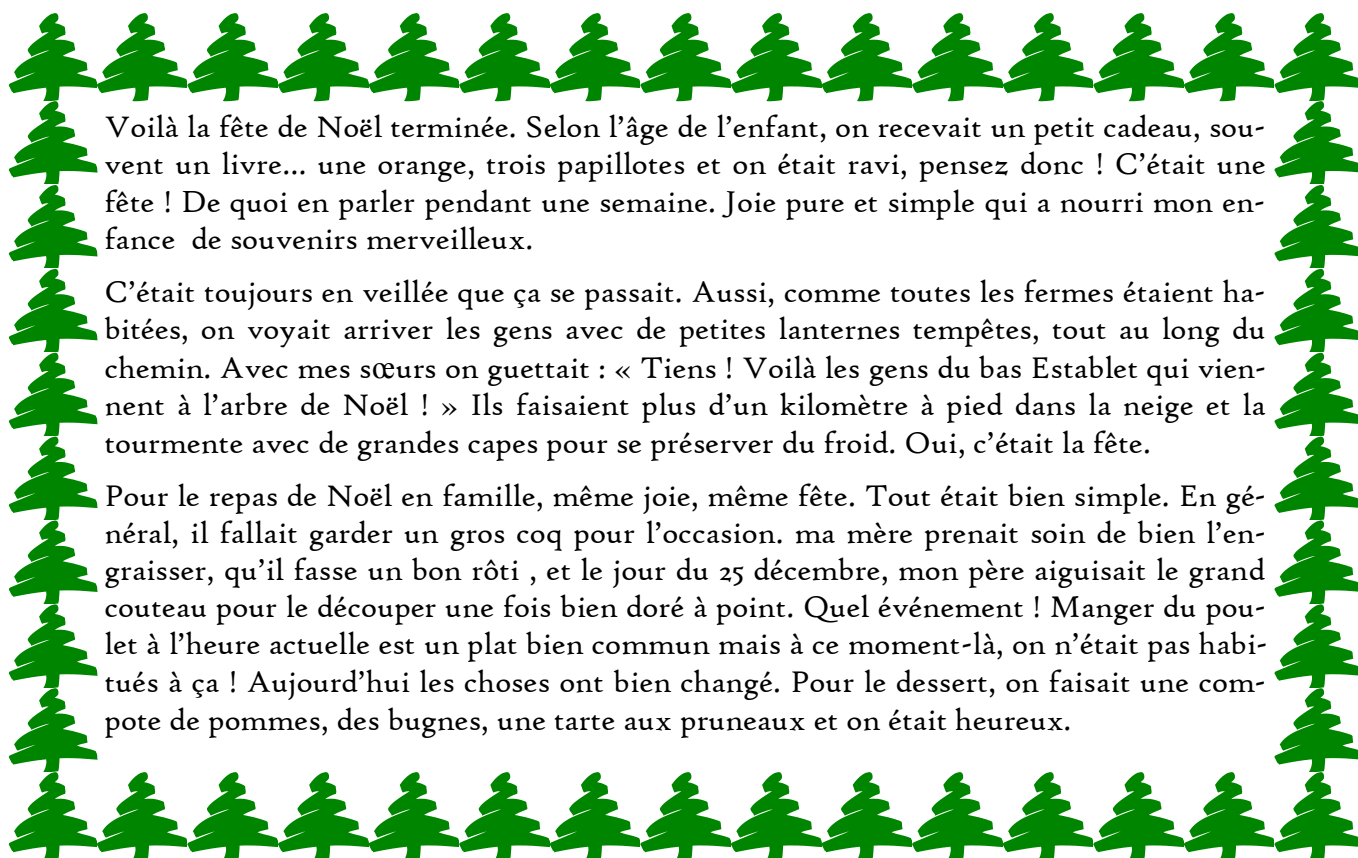 Voilà la fête de Noël terminée. Selon l’âge de l’enfant, on recevait un petit cadeau, sou-
vent un livre... une orange, trois papillotes et on était ravi, pensez donc ! C’était une
fête ! De quoi en parler pendant une semaine. Joie pure et simple qui a nourri mon en-
fance de souvenirs merveilleux.
C’était toujours en veillée que ça se passait. Aussi, comme toutes les fermes étaient ha-
bitées, on voyait arriver les gens avec de petites lanternes tempêtes, tout au long du
chemin. Avec mes sœurs on guettait : « Tiens ! Voilà les gens du bas Establet qui vien-
nent à l’arbre de Noël ! » Ils faisaient plus d’un kilomètre à pied dans la neige et la
tourmente avec de grandes capes pour se préserver du froid. Oui, c’était la fête.
Pour le repas de Noël en famille, même joie, même fête. Tout était bien simple. En gé-
néral, il fallait garder un gros coq pour l’occasion. ma mère prenait soin de bien l’en-
graisser, qu’il fasse un bon rôti , et le jour du 25 décembre, mon père aiguisait le grand
couteau pour le découper une fois bien doré à point. Quel événement ! Manger du pou-
let à l’heure actuelle est un plat bien commun mais à ce moment-là, on n’était pas habi-
tués à ça ! Aujourd’hui les choses ont bien changé. Pour le dessert, on faisait une com-
pote de pommes, des bugnes, une tarte aux pruneaux et on était heureux.